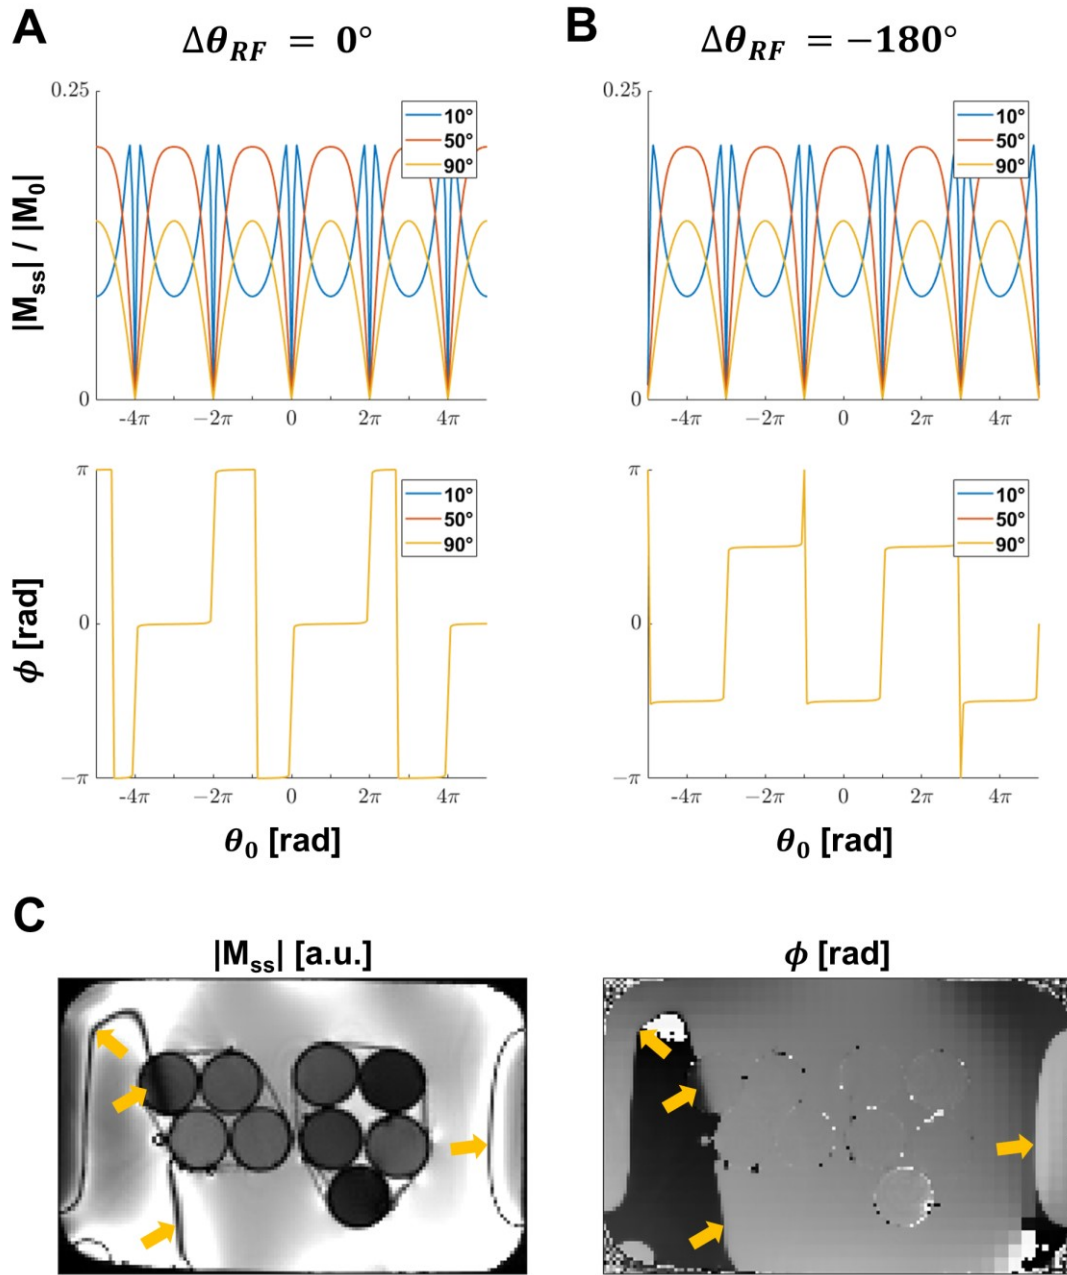 A
Δθ_RF = 0°
B
Δθ_RF = −180°
|M_ss| / |M_0|
0.25
0
10°
50°
90°
-4π
−2π
0
2π
4π
0.25
0
10°
50°
90°
-4π
−2π
0
2π
4π
ϕ [rad]
π
0
−π
10°
50°
90°
-4π
−2π
0
2π
4π
θ_0 [rad]
π
0
−π
10°
50°
90°
-4π
−2π
0
2π
4π
θ_0 [rad]
C
|M_ss| [a.u.]
ϕ [rad]